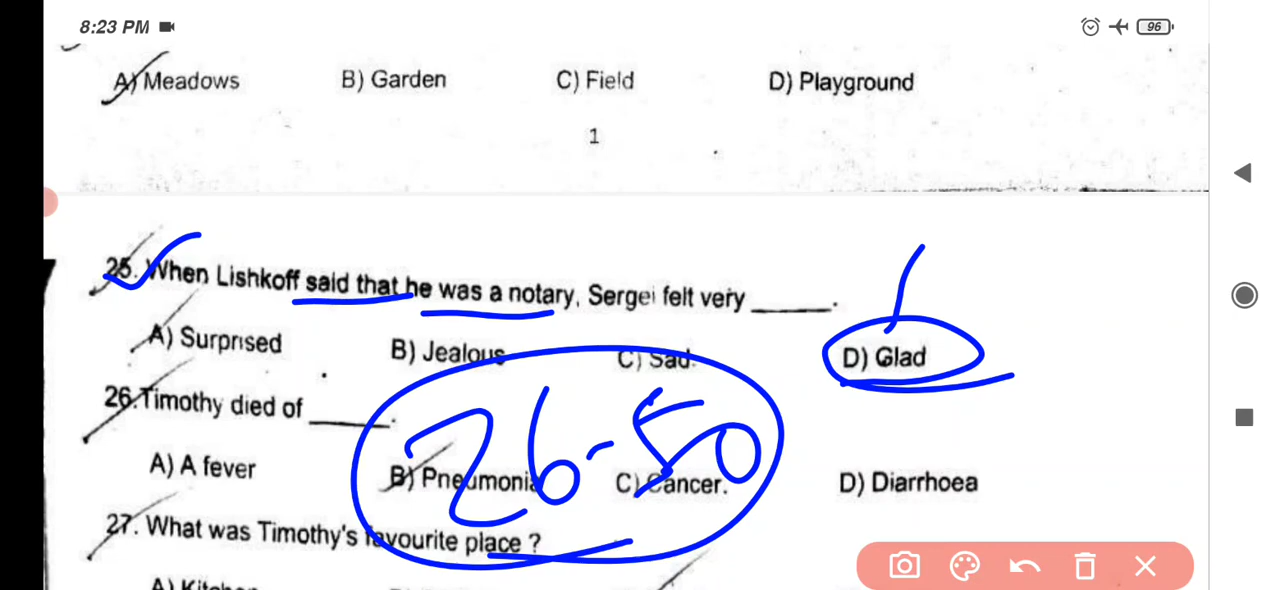 8:23 PM 96
A) Meadows B) Garden C) Field D) Playground
1
25. When Lishkoff said that he was a notary, Sergei felt very ______.
A) Surprised B) Jealous C) Sad. D) Glad
26. Timothy died of ______.
26-50
A) A fever B) Pneumonia C) Cancer. D) Diarrhoea
27. What was Timothy's favourite place ?
A) Kitchen